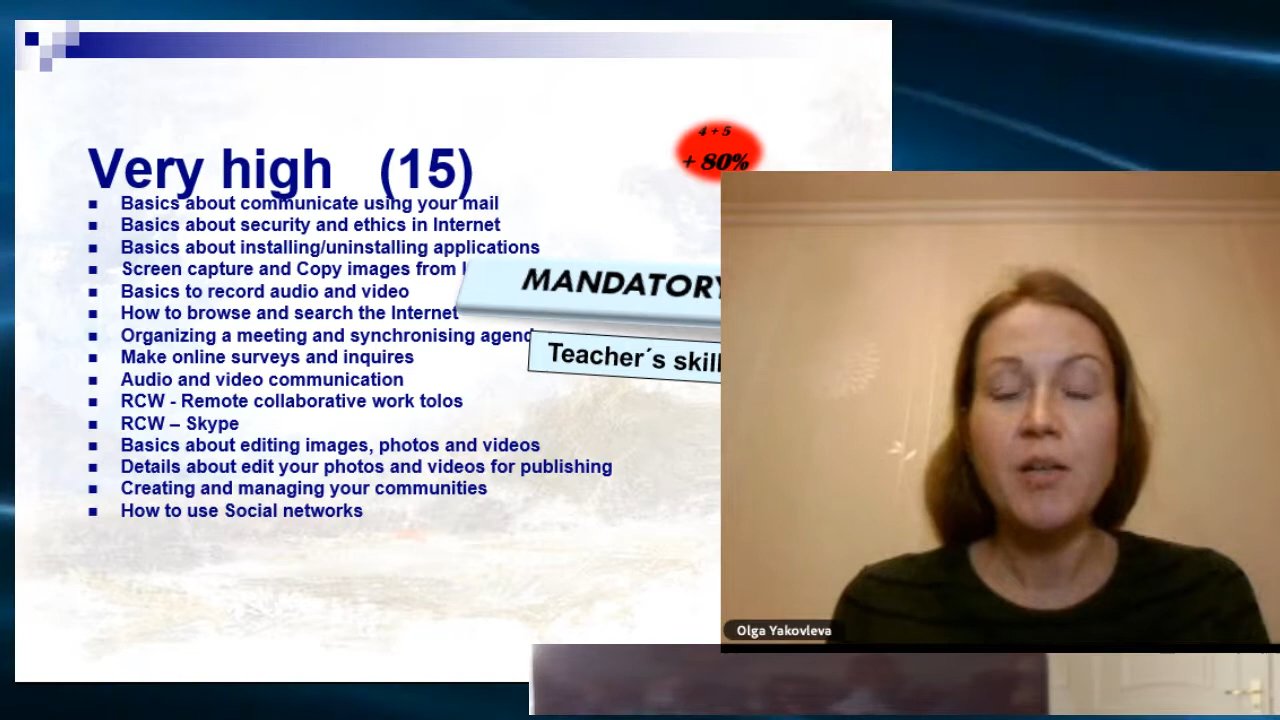 4 + 5
+ 80%
Very high (15)
Basics about communicate using your mail
Basics about security and ethics in Internet
Basics about installing/uninstalling applications
Screen capture and Copy images from
MANDATORY
Basics to record audio and video
How to browse and search the Internet
Organizing a meeting and synchronising agend
Teacher´s skill
Make online surveys and inquires
Audio and video communication
RCW - Remote collaborative work tolos
RCW – Skype
Basics about editing images, photos and videos
Details about edit your photos and videos for publishing
Creating and managing your communities
How to use Social networks
Olga Yakovleva